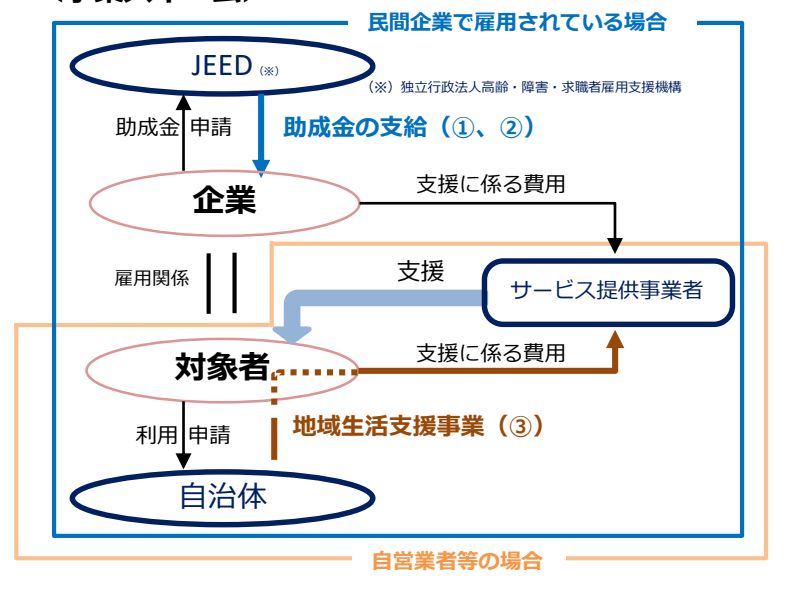 民間企業で雇用されている場合
JEED（※）
（※）独立行政法人高齢・障害・求職者雇用支援機構
助成金 申請
助成金の支給（①、②）
企業
支援に係る費用
雇用関係
支援
サービス提供事業者
対象者
支援に係る費用
利用 申請
地域生活支援事業（③）
自治体
自営業者等の場合